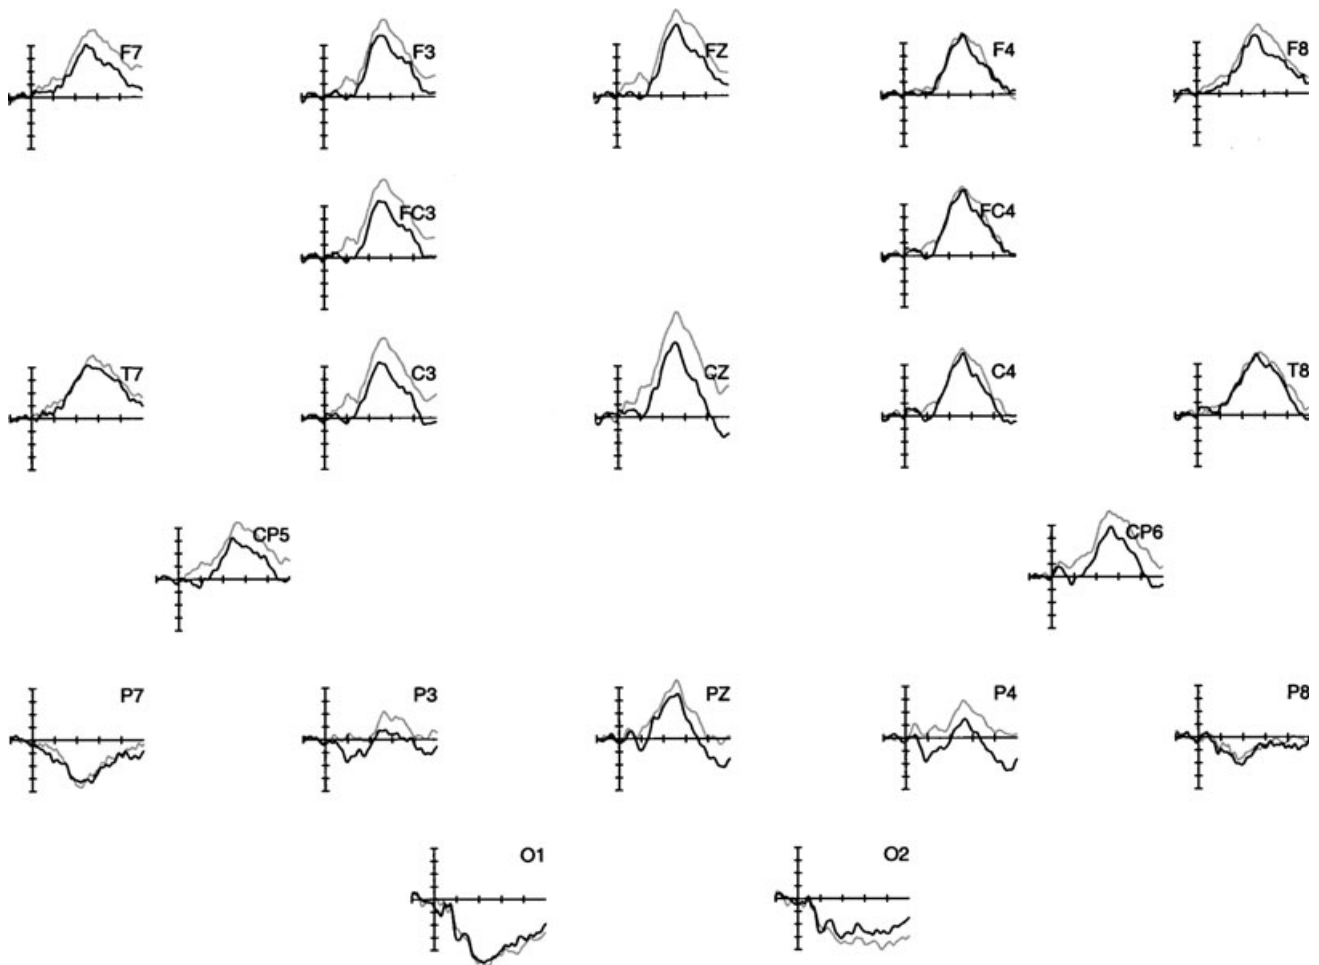 F7 F3 FZ F4 F8
FC3 FC4
T7 C3 CZ C4 T8
CP5 CP6
P7 P3 PZ P4 P8
O1 O2